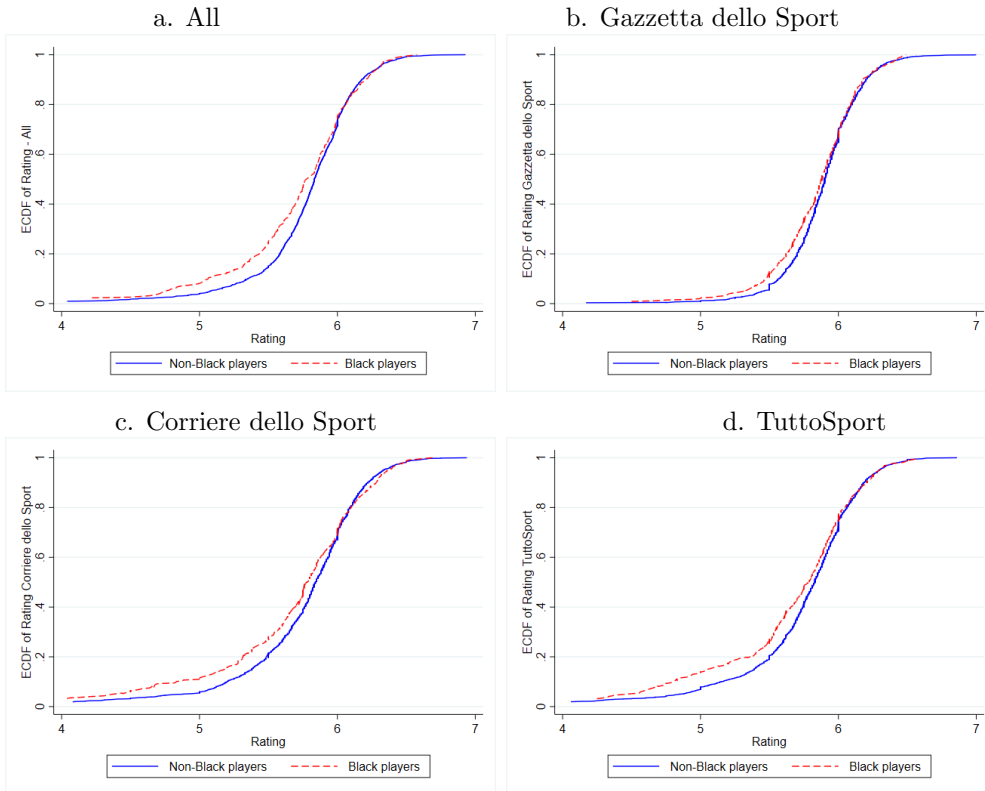 a. All
b. Gazzetta dello Sport
ECDF of Rating - All
0 .2 .4 .6 .8 1
4 5 6 7
Rating
Non-Black players Black players
ECDF of Rating Gazzetta dello Sport
0 .2 .4 .6 .8 1
4 5 6 7
Rating
Non-Black players Black players
c. Corriere dello Sport
d. TuttoSport
ECDF of Rating Corriere dello Sport
0 .2 .4 .6 .8 1
4 5 6 7
Rating
Non-Black players Black players
ECDF of Rating TuttoSport
0 .2 .4 .6 .8 1
4 5 6 7
Rating
Non-Black players Black players